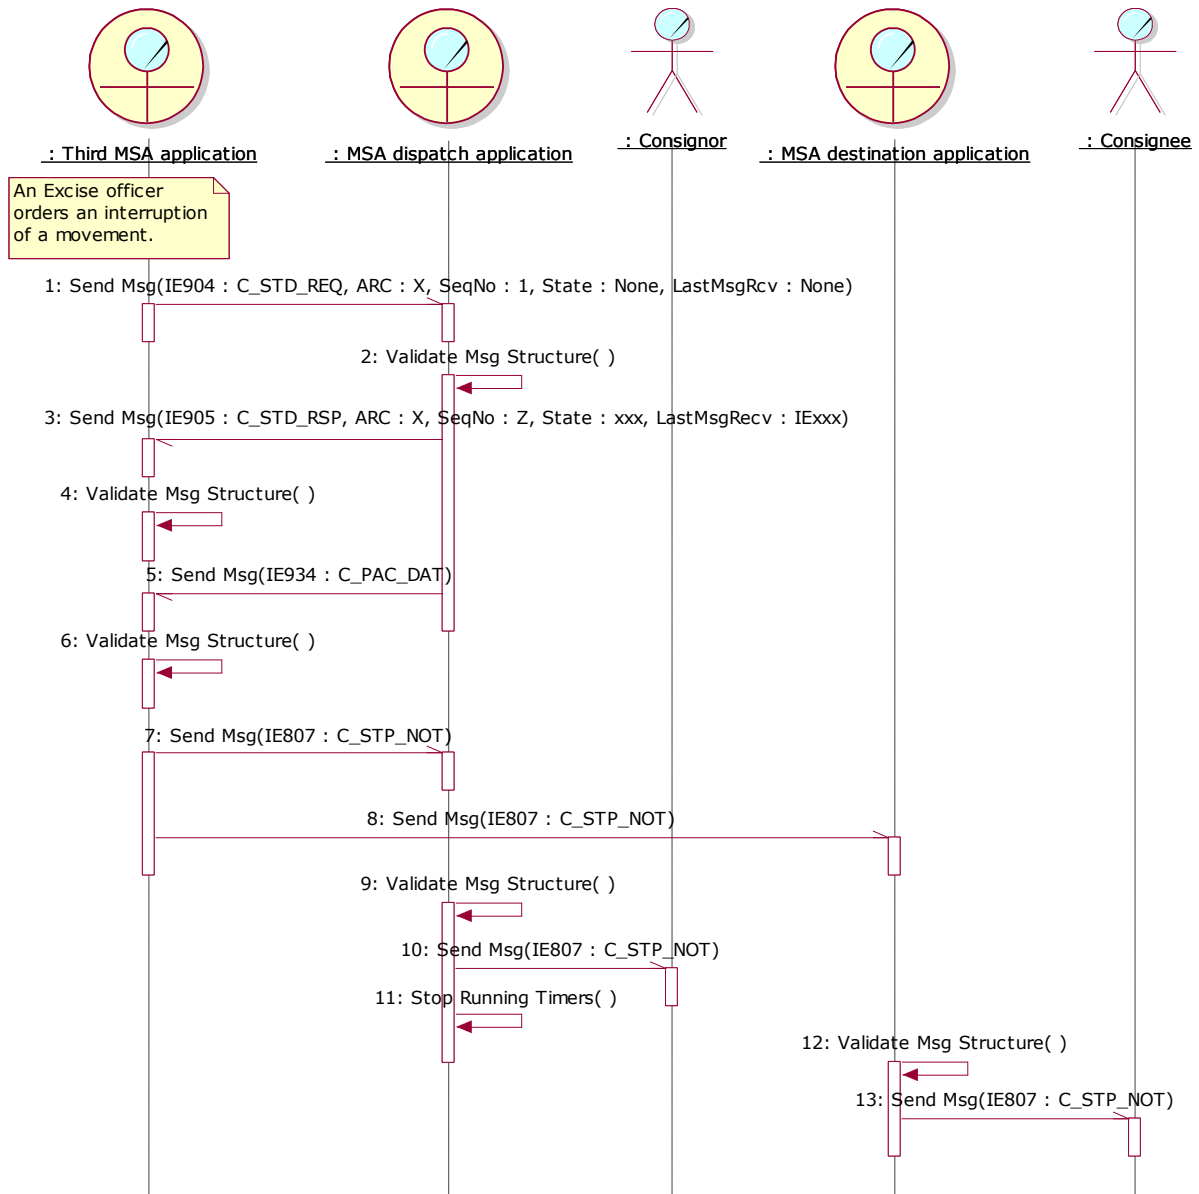 : Third MSA application
: MSA dispatch application
: Consignor
: MSA destination application
: Consignee
An Excise officer
orders an interruption
of a movement.
1: Send Msg(IE904 : C_STD_REQ, ARC : X, SeqNo : 1, State : None, LastMsgRcv : None)
2: Validate Msg Structure( )
3: Send Msg(IE905 : C_STD_RSP, ARC : X, SeqNo : Z, State : xxx, LastMsgRecv : IExxx)
4: Validate Msg Structure( )
5: Send Msg(IE934 : C_PAC_DAT)
6: Validate Msg Structure( )
7: Send Msg(IE807 : C_STP_NOT)
8: Send Msg(IE807 : C_STP_NOT)
9: Validate Msg Structure( )
10: Send Msg(IE807 : C_STP_NOT)
11: Stop Running Timers( )
12: Validate Msg Structure( )
13: Send Msg(IE807 : C_STP_NOT)